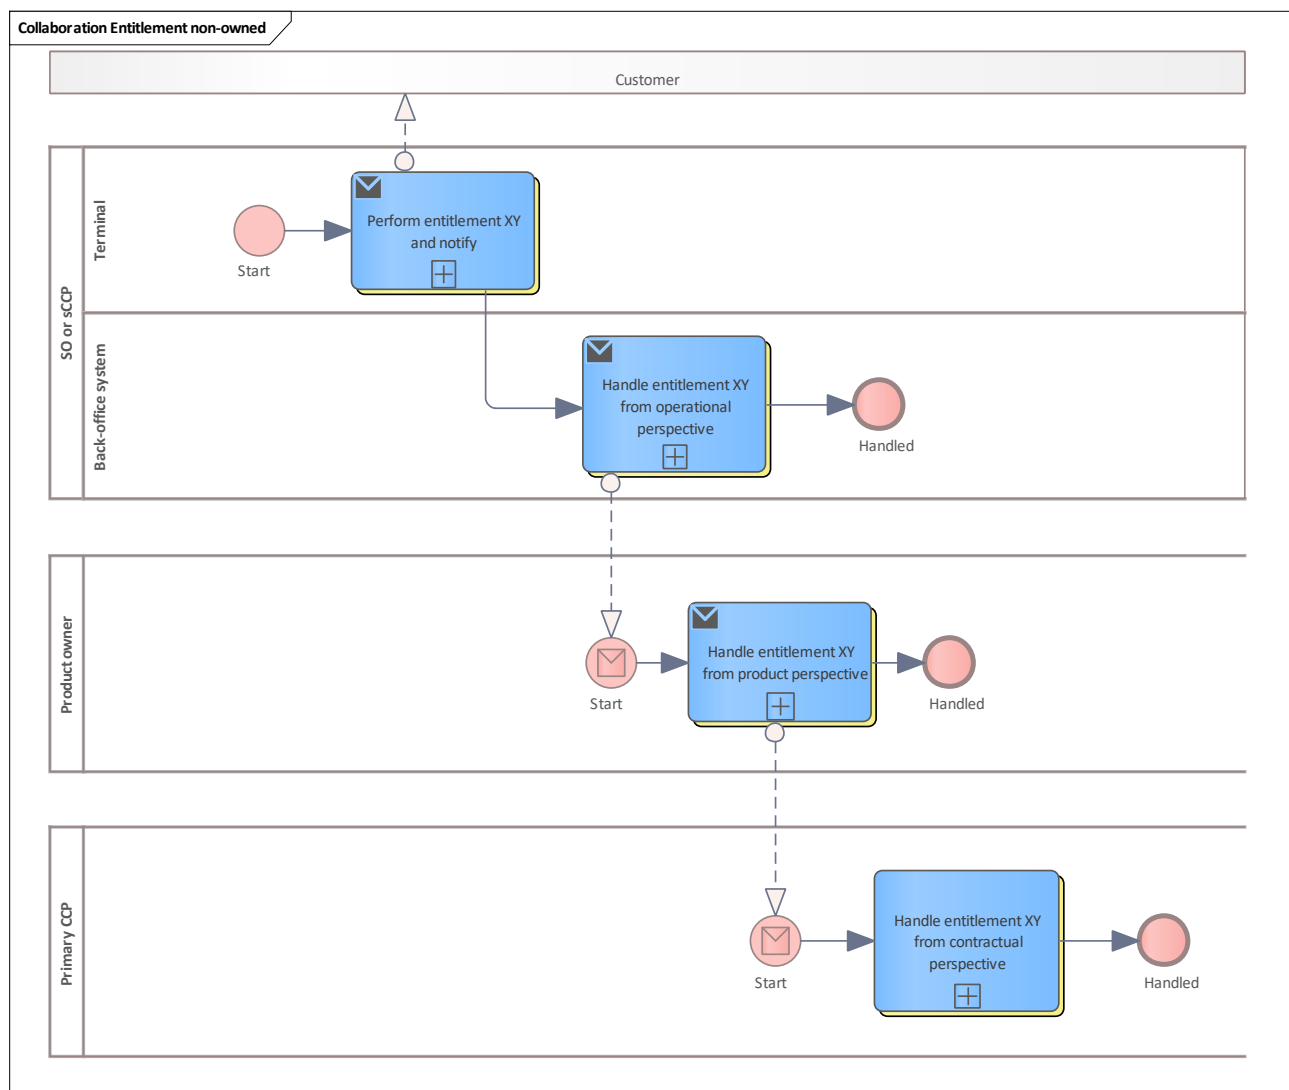 Collaboration Entitlement non-owned
Customer
SO or sCCP
Terminal
Start
Perform entitlement XY
and notify
Back-office system
Handle entitlement XY
from operational
perspective
Handled
Product owner
Start
Handle entitlement XY
from product perspective
Handled
Primary CCP
Start
Handle entitlement XY
from contractual
perspective
Handled